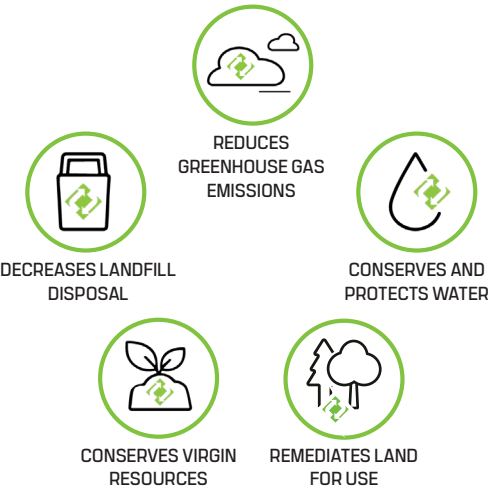 REDUCES
GREENHOUSE GAS
EMISSIONS
DECREASES LANDFILL
DISPOSAL
CONSERVES AND
PROTECTS WATER
CONSERVES VIRGIN
RESOURCES
REMEDIATES LAND
FOR USE